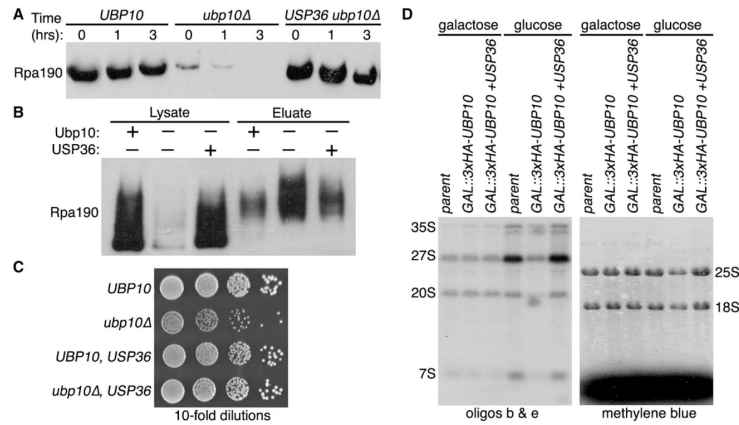 A
Time
(hrs):
UBP10
ubp10Δ
USP36 ubp10Δ
0 1 3 0 1 3 0 1 3
Rpa190
B
Lysate
Eluate
Ubp10: + – – + – –
USP36: – – + – – +
Rpa190
C
UBP10
ubp10Δ
UBP10, USP36
ubp10Δ, USP36
10-fold dilutions
D
galactose
glucose
galactose
glucose
parent
GAL::3xHA-UBP10
GAL::3xHA-UBP10 +USP36
parent
GAL::3xHA-UBP10
GAL::3xHA-UBP10 +USP36
parent
GAL::3xHA-UBP10
GAL::3xHA-UBP10 +USP36
parent
GAL::3xHA-UBP10
GAL::3xHA-UBP10 +USP36
35S
27S
20S
7S
25S
18S
oligos b & e
methylene blue